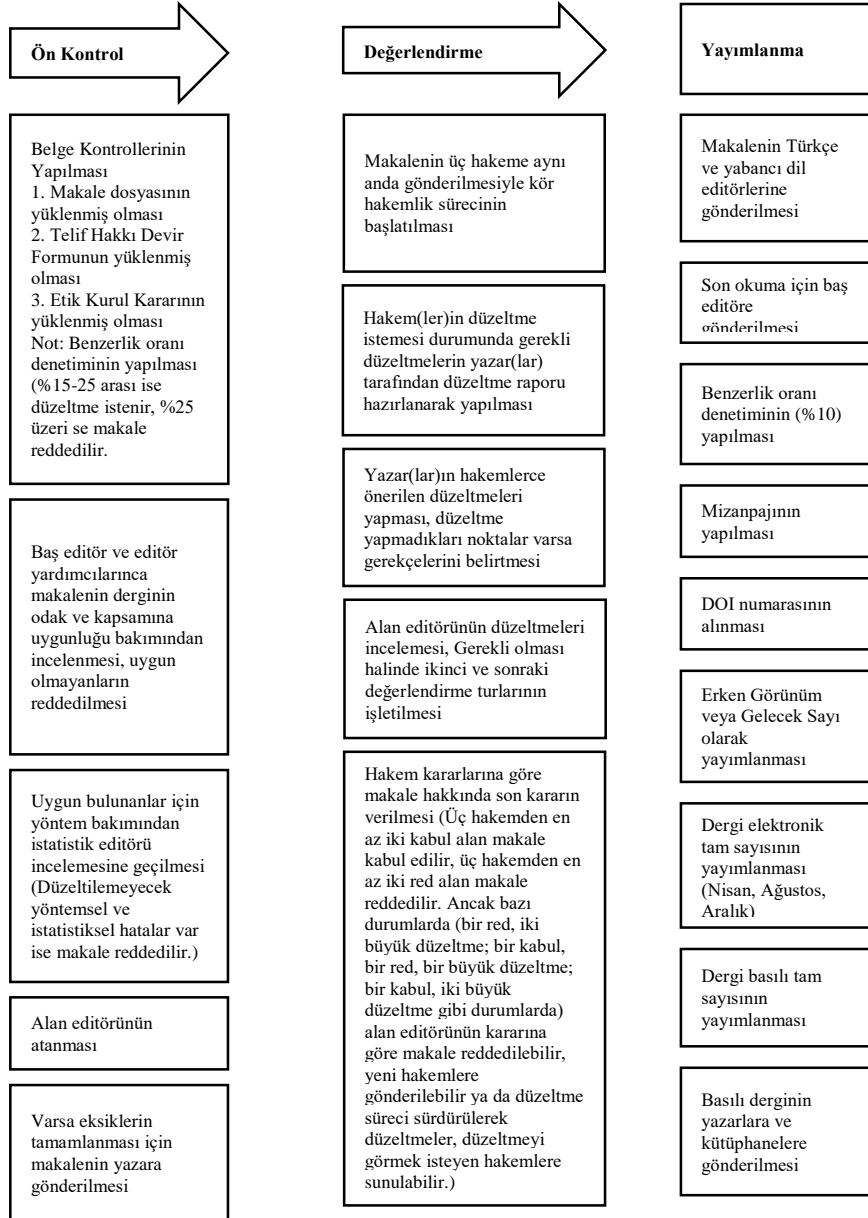 Ön Kontrol
Belge Kontrollerinin
Yapılması
1. Makale dosyasının
yüklenmiş olması
2. Telif Hakkı Devir
Formunun yüklenmiş
olması
3. Etik Kurul Kararının
yüklenmiş olması
Not: Benzerlik oranı
denetiminin yapılması
(%15-25 arası ise
düzeltme istenir, %25
üzeri se makale
reddedilir.
Baş editör ve editör
yardımcılarınca
makalenin derginin
odak ve kapsamına
uygunluğu bakımından
incelenmesi, uygun
olmayanların
reddedilmesi
Uygun bulunanlar için
yöntem bakımından
istatistik editörü
incelemesine geçilmesi
(Düzeltilemeyecek
yöntemsel ve
istatistiksel hatalar var
ise makale reddedilir.)
Alan editörünün
atanması
Varsa eksiklerin
tamamlanması için
makalenin yazara
gönderilmesi
Değerlendirme
Makalenin üç hakeme aynı
anda gönderilmesiyle kör
hakemlik sürecinin
başlatılması
Hakem(ler)in düzeltme
istemesi durumunda gerekli
düzeltmelerin yazar(lar)
tarafından düzeltme raporu
hazırlanarak yapılması
Yazar(lar)ın hakemlerce
önerilen düzeltmeleri
yapması, düzeltme
yapmadıkları noktalar varsa
gerekçelerini belirtmesi
Alan editörünün düzeltmeleri
incelemesi, Gerekli olması
halinde ikinci ve sonraki
değerlendirme turlarının
işletilmesi
Hakem kararlarına göre
makale hakkında son kararın
verilmesi (Üç hakemden en
az iki kabul alan makale
kabul edilir, üç hakemden en
az iki red alan makale
reddedilir. Ancak bazı
durumlarda (bir red, iki
büyük düzeltme; bir kabul,
bir red, bir büyük düzeltme;
bir kabul, iki büyük
düzeltme gibi durumlarda)
alan editörünün kararına
göre makale reddedilebilir,
yeni hakemlere
gönderilebilir ya da düzeltme
süreci sürdürülerek
düzeltmeler, düzeltmeyi
görmek isteyen hakemlere
sunulabilir.)
Yayımlanma
Makalenin Türkçe
ve yabancı dil
editörlerine
gönderilmesi
Son okuma için baş
editöre
gönderilmesi
Benzerlik oranı
denetiminin (%10)
yapılması
Mizanpajının
yapılması
DOI numarasının
alınması
Erken Görünüm
veya Gelecek Sayı
olarak
yayımlanması
Dergi elektronik
tam sayısının
yayımlanması
(Nisan, Ağustos,
Aralık)
Dergi basılı tam
sayısının
yayımlanması
Basılı derginin
yazarlara ve
kütüphanelere
gönderilmesi